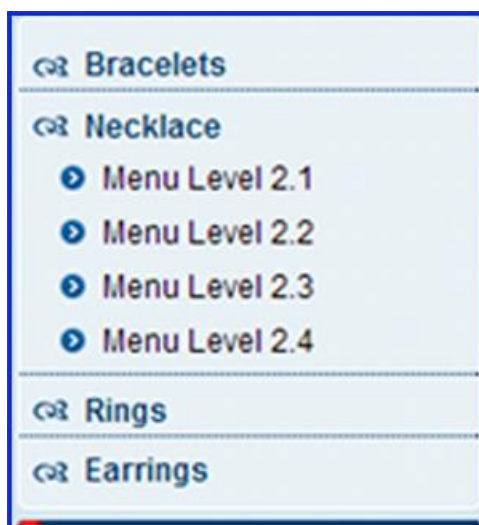 Bracelets
Necklace
Menu Level 2.1
Menu Level 2.2
Menu Level 2.3
Menu Level 2.4
Rings
Earrings